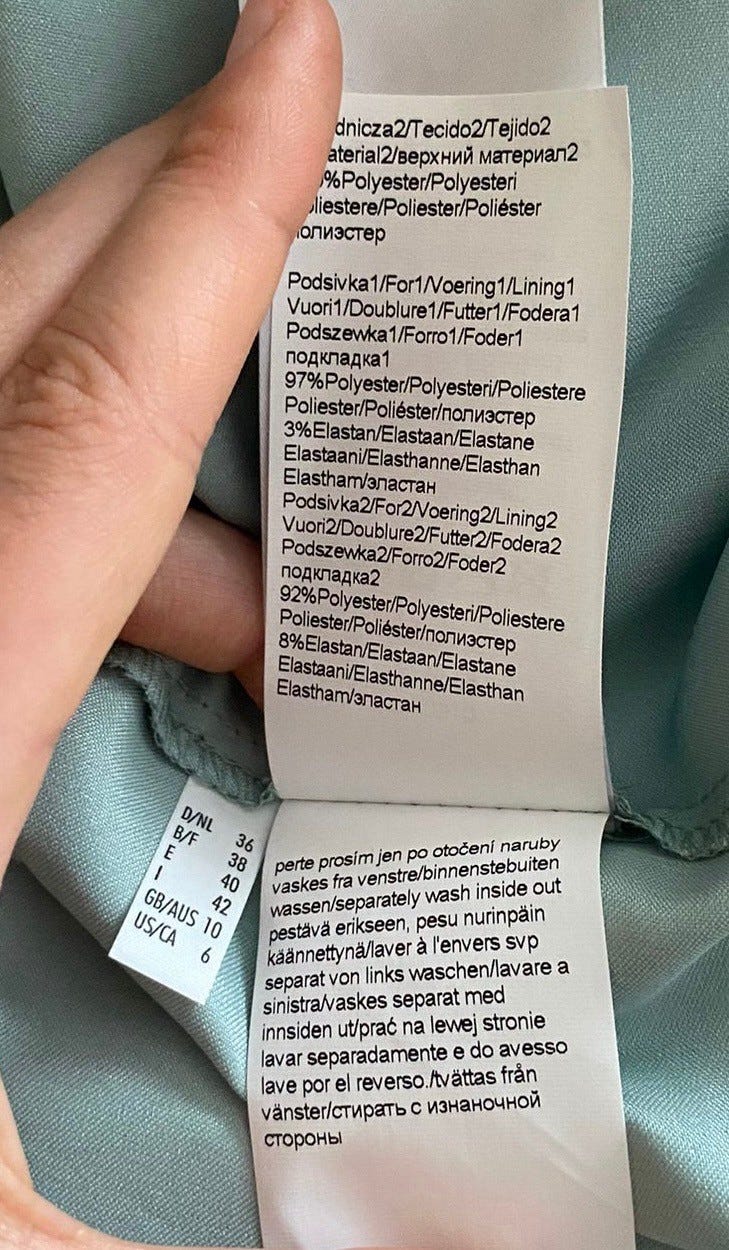 dnicza2/Tecido2/Tejido2
aterial2/верхний материал2
%Polyester/Polyesteri
liestere/Poliester/Poliéster
олиэстер
Podsivka1/For1/Voering1/Lining1
Vuori1/Doublure1/Futter1/Fodera1
Podszewka1/Forro1/Foder1
подкладка1
97%Polyester/Polyesteri/Poliestere
Poliester/Poliéster/полиэстер
3%Elastan/Elastaan/Elastane
Elastaani/Elasthanne/Elasthan
Elastham/эластан
Podsivka2/For2/Voering2/Lining2
Vuori2/Doublure2/Futter2/Fodera2
Podszewka2/Forro2/Foder2
подкладка2
92%Polyester/Polyesteri/Poliestere
Poliester/Poliéster/полиэстер
8%Elastan/Elastaan/Elastane
Elastaani/Elasthanne/Elasthan
Elastham/эластан
D/NL 36
B/F 38
E 40
I 42
GB/AUS 10
US/CA 6
perte prosím jen po otočení naruby
vaskes fra venstre/binnenstebuiten
wassen/separately wash inside out
pestävä erikseen, pesu nurinpäin
käännettynä/laver à l'envers svp
separat von links waschen/lavare a
sinistra/vaskes separat med
innsiden ut/prać na lewej stronie
lavar separadamente e do avesso
lave por el reverso./tvättas från
vänster/стирать с изнаночной
стороны